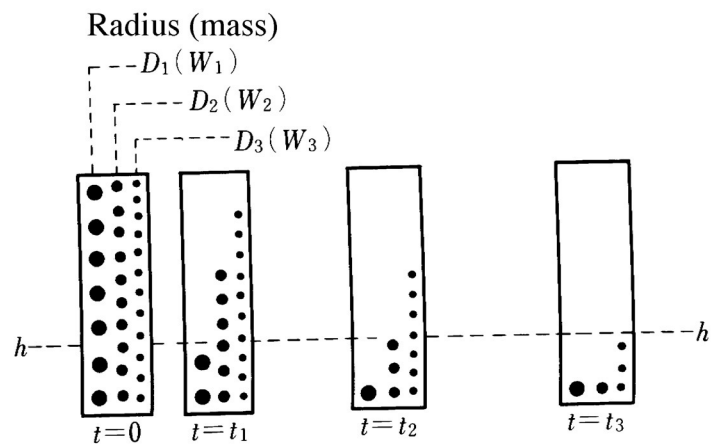 Radius (mass)
D₁(W₁)
D₂(W₂)
D₃(W₃)
h
h
t=0
t=t₁
t=t₂
t=t₃